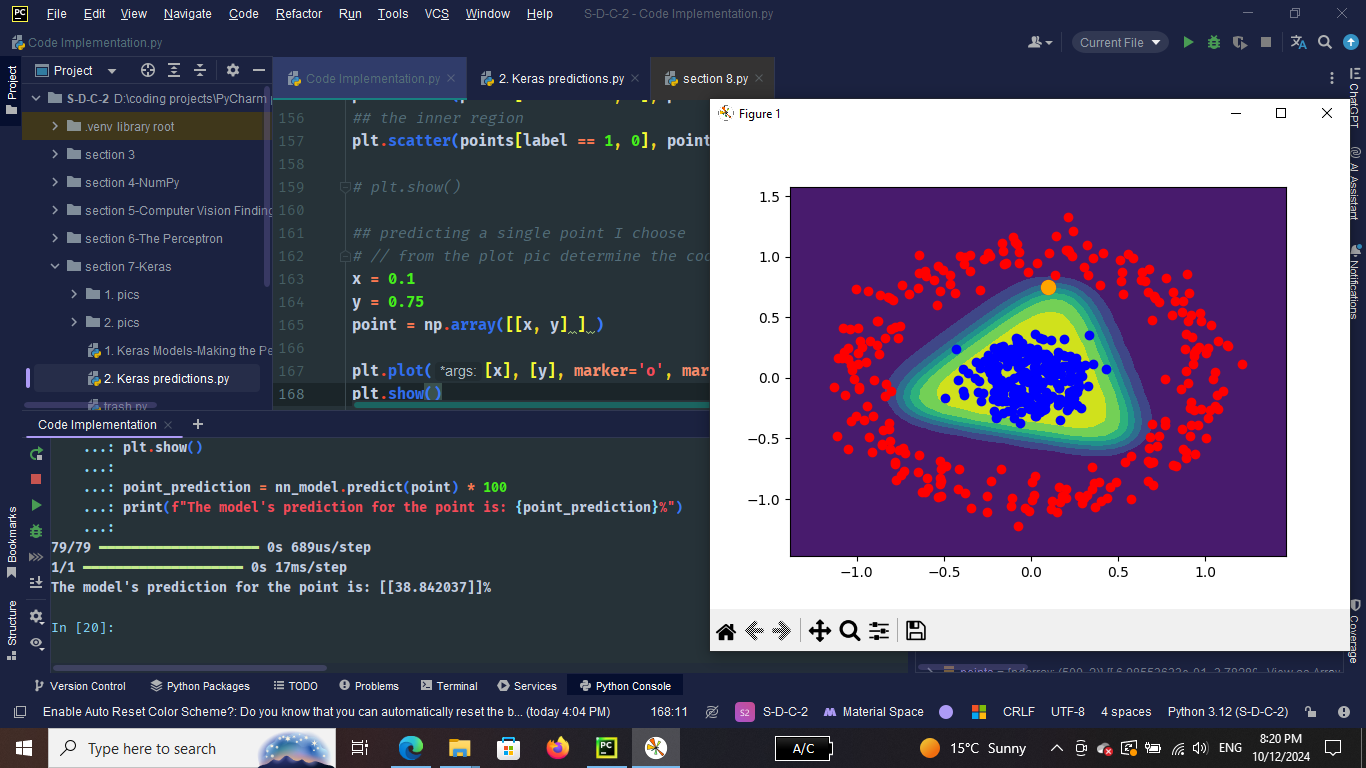 PC File Edit View Navigate Code Refactor Run Tools VCS Window Help S-D-C-2 - Code Implementation.py
Code Implementation.py
Current File
Project
Project
Code Implementation.py
2. Keras predictions.py
section 8.py
S-D-C-2 D:\coding projects\PyCharm
.venv library root
section 3
section 4-NumPy
section 5-Computer Vision Finding
section 6-The Perceptron
section 7-Keras
1. pics
2. pics
1. Keras Models-Making the Pe
2. Keras predictions.py
trash.py
156 ## the inner region
157 plt.scatter(points[label == 1, 0], point
158
159 # plt.show()
160
161 ## predicting a single point I choose
162 # // from the plot pic determine the coo
163 x = 0.1
164 y = 0.75
165 point = np.array([[x, y] ] )
166
167 plt.plot( *args: [x], [y], marker='o', mar
168 plt.show()
Figure 1
1.5
1.0
0.5
0.0
−0.5
−1.0
−1.0 −0.5 0.0 0.5 1.0
ChatGPT
AI Assistant
Notifications
Coverage
Code Implementation
...: plt.show()
...:
...: point_prediction = nn_model.predict(point) * 100
...: print(f"The model's prediction for the point is: {point_prediction}%")
...:
79/79 ━━━━━━━━━━━━━━━━━━━━ 0s 689us/step
1/1 ━━━━━━━━━━━━━━━━━━━━ 0s 17ms/step
The model's prediction for the point is: [[38.842037]]%
In [20]:
Bookmarks
Structure
Version Control Python Packages TODO Problems Terminal Services Python Console
Enable Auto Reset Color Scheme?: Do you know that you can automatically reset the b... (today 4:04 PM) 168:11 S2 S-D-C-2 Material Space CRLF UTF-8 4 spaces Python 3.12 (S-D-C-2)
Type here to search
PC
A/C
15°C Sunny
ENG
8:20 PM
10/12/2024